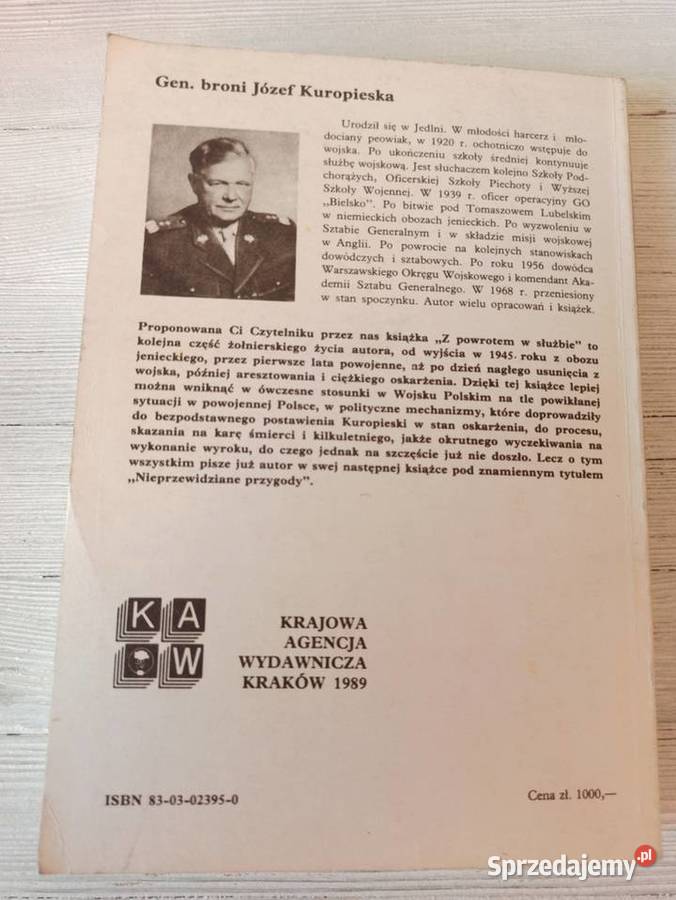 Gen. broni Józef Kuropieska
Urodził się w Jedlni. W młodości harcerz i mło-
dociany peowiak, w 1920 r. ochotniczo wstępuje do
wojska. Po ukończeniu szkoły średniej kontynuuje
służbę wojskową. Jest słuchaczem kolejno Szkoły Pod-
chorążych, Oficerskiej Szkoły Piechoty i Wyższej
Szkoły Wojennej. W 1939 r. oficer operacyjny GO
„Bielsko”. Po bitwie pod Tomaszowem Lubelskim
w niemieckich obozach jenieckich. Po wyzwoleniu w
Sztabie Generalnym i w składzie misji wojskowej
w Anglii. Po powrocie na kolejnych stanowiskach
dowódczych i sztabowych. Po roku 1956 dowódca
Warszawskiego Okręgu Wojskowego i komendant Aka-
demii Sztabu Generalnego. W 1968 r. przeniesiony
w stan spoczynku. Autor wielu opracowań i książek.
Proponowana Ci Czytelniku przez nas książka „Z powrotem w służbie” to
kolejna część żołnierskiego życia autora, od wyjścia w 1945. roku z obozu
jenieckiego, przez pierwsze lata powojenne, aż po dzień nagłego usunięcia z
wojska, później aresztowania i ciężkiego oskarżenia. Dzięki tej książce lepiej
można wniknąć w ówczesne stosunki w Wojsku Polskim na tle powikłanej
sytuacji w powojennej Polsce, w polityczne mechanizmy, które doprowadziły
do bezpodstawnego postawienia Kuropieski w stan oskarżenia, do procesu,
skazania na karę śmierci i kilkuletniego, jakże okrutnego wyczekiwania na
wykonanie wyroku, do czego jednak na szczęście już nie doszło. Lecz o tym
wszystkim pisze już autor w swej następnej książce pod znamiennym tytułem
„Nieprzewidziane przygody”.
K A
W
KRAJOWA
AGENCJA
WYDAWNICZA
KRAKÓW 1989
ISBN 83-03-02395-0
Cena zł. 1000,—
Sprzedajemy.pl